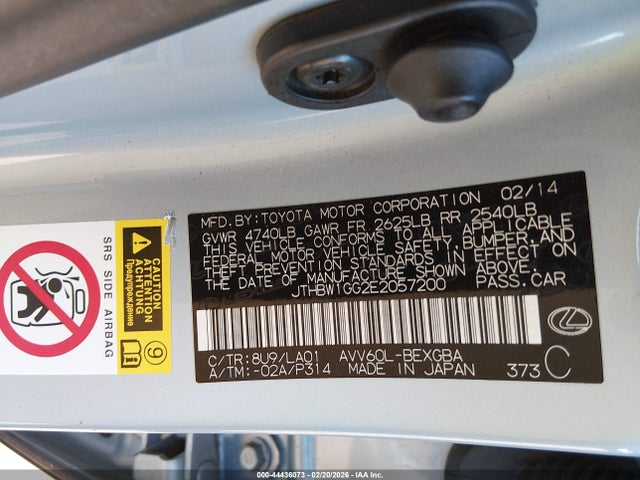 MFD.BY:TOYOTA MOTOR CORPORATION 02/14
GVWR 4740LB GAWR FR 2625LB RR 2540LB
THIS VEHICLE CONFORMS TO ALL APPLICABLE
FEDERAL MOTOR VEHICLE SAFETY,BUMPER,AND
THEFT PREVENTION STANDARDS IN EFFECT ON
THE DATE OF MANUFACTURE SHOWN ABOVE.
JTHBW1GG2E2057200 PASS.CAR
C/TR:8U9/LA01 AVV60L-BEXGBA
A/TM:-02A/P314 MADE IN JAPAN 373 C
SRS SIDE AIRBAG
CAUTION
ATTENTION
ACHTUNG
Предупреждение
9
000-44436073 — 02/20/2026 — IAA Inc.